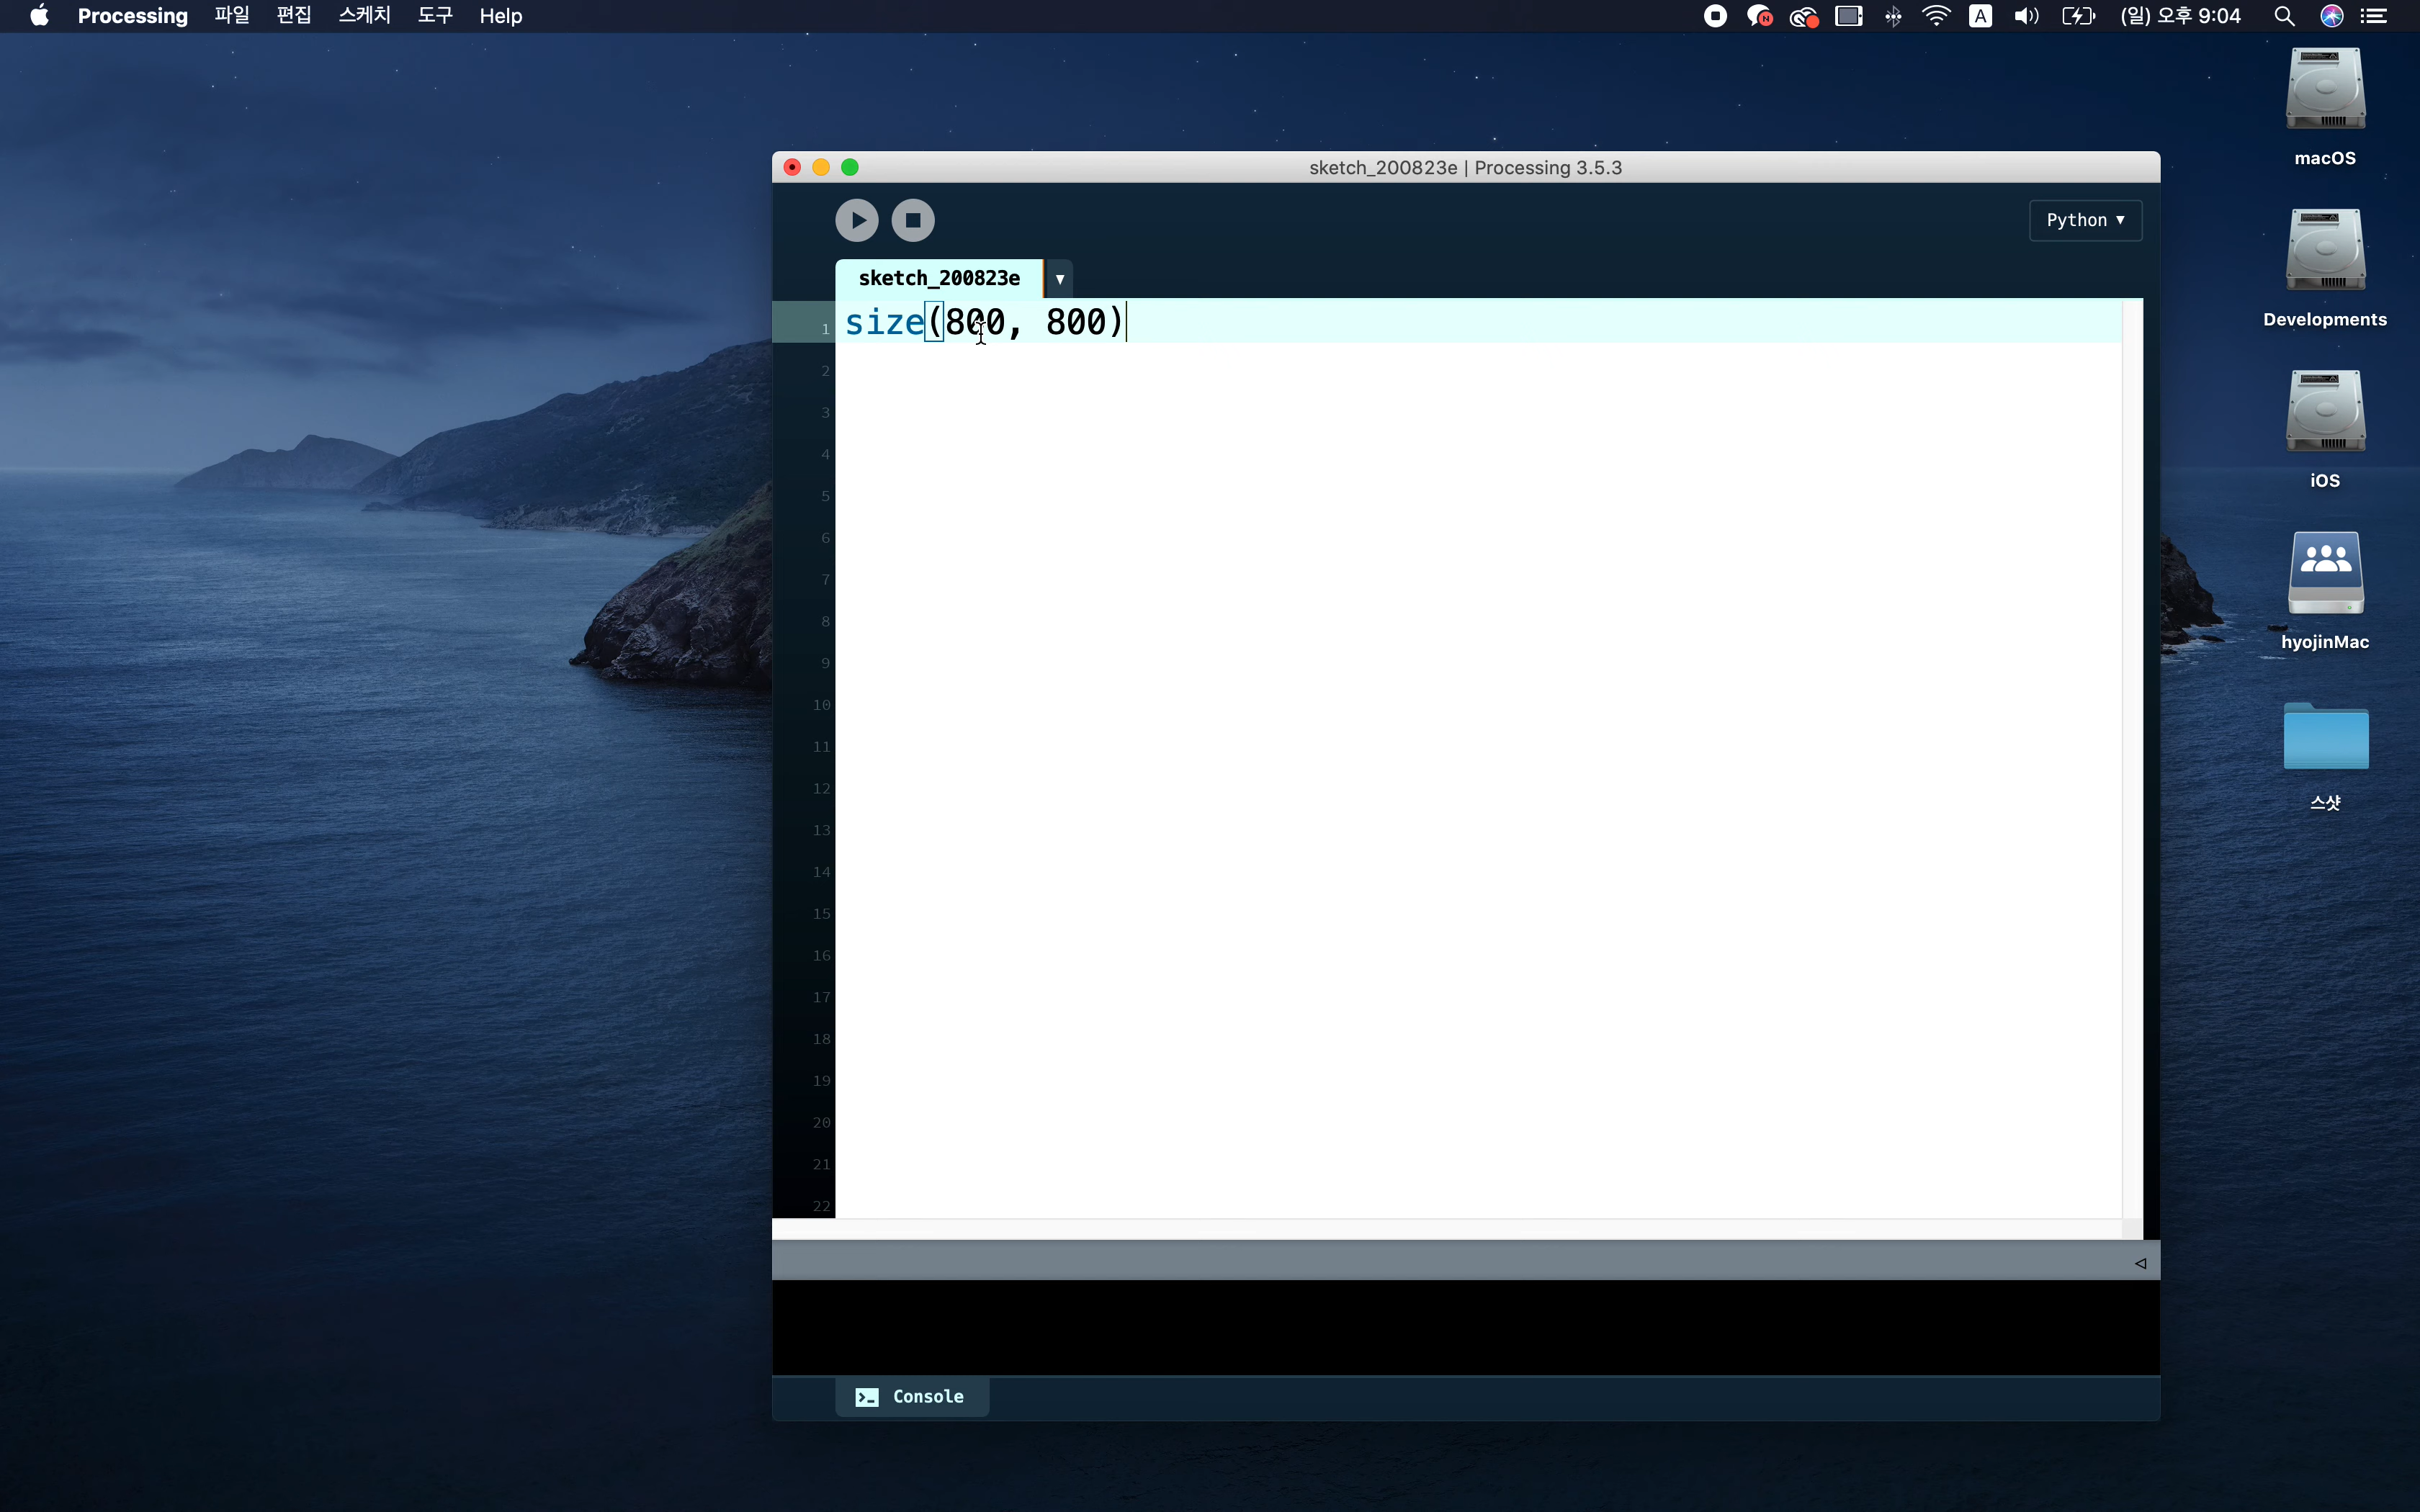 Processing 파일 편집 스케치 도구 Help
A (일) 오후 9:04
sketch_200823e | Processing 3.5.3
Python ▼
sketch_200823e ▼
1 size(800, 800)
2
3
4
5
6
7
8
9
10
11
12
13
14
15
16
17
18
19
20
21
22
Console
macOS
Developments
iOS
hyojinMac
스샷